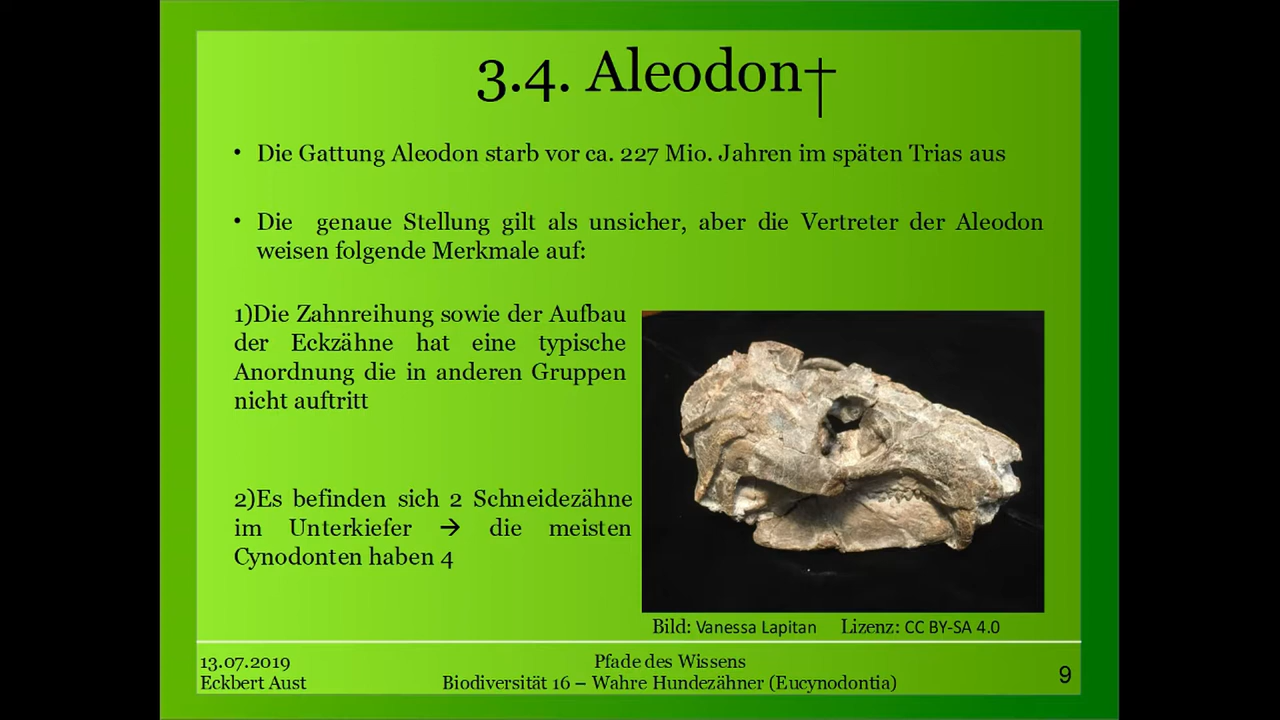 3.4. Aleodon†
• Die Gattung Aleodon starb vor ca. 227 Mio. Jahren im späten Trias aus
• Die genaue Stellung gilt als unsicher, aber die Vertreter der Aleodon
weisen folgende Merkmale auf:
1)Die Zahnreihung sowie der Aufbau
der Eckzähne hat eine typische
Anordnung die in anderen Gruppen
nicht auftritt
2)Es befinden sich 2 Schneidezähne
im Unterkiefer → die meisten
Cynodonten haben 4
Bild: Vanessa Lapitan Lizenz: CC BY-SA 4.0
13.07.2019
Eckbert Aust
Pfade des Wissens
Biodiversität 16 – Wahre Hundezähner (Eucynodontia)
9